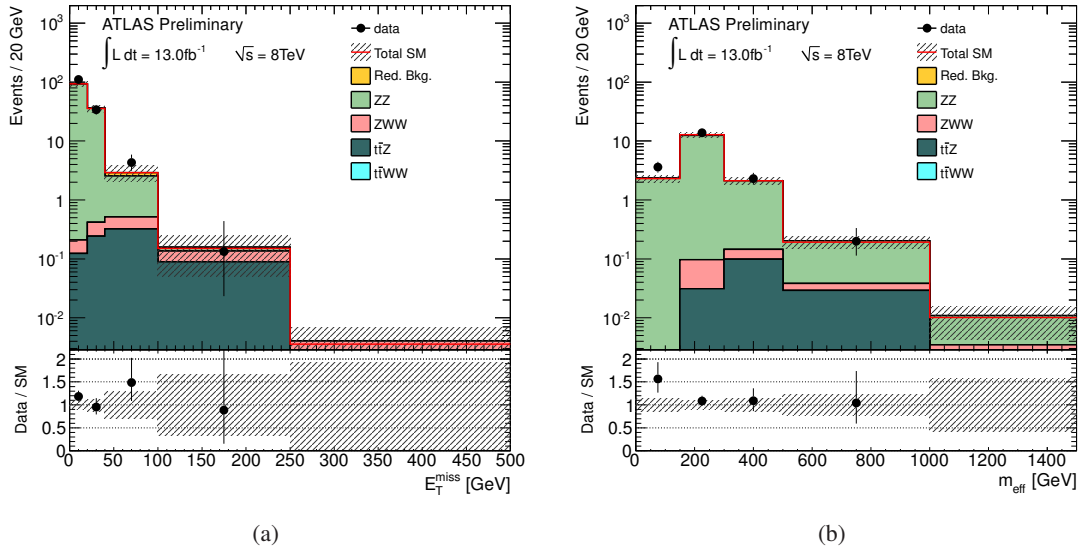 Events / 20 GeV
10³
10²
10
1
10⁻¹
10⁻²
ATLAS Preliminary
∫ L dt = 13.0fb⁻¹ √s = 8TeV
data
Total SM
Red. Bkg.
ZZ
ZWW
tt̄Z
tt̄WW
Data / SM
2
1.5
1
0.5
0
0 50 100 150 200 250 300 350 400 450 500
E_T^miss [GeV]
(a)
Events / 20 GeV
10³
10²
10
1
10⁻¹
10⁻²
ATLAS Preliminary
∫ L dt = 13.0fb⁻¹ √s = 8TeV
data
Total SM
Red. Bkg.
ZZ
ZWW
tt̄Z
tt̄WW
Data / SM
2
1.5
1
0.5
0
0 200 400 600 800 1000 1200 1400
m_eff [GeV]
(b)